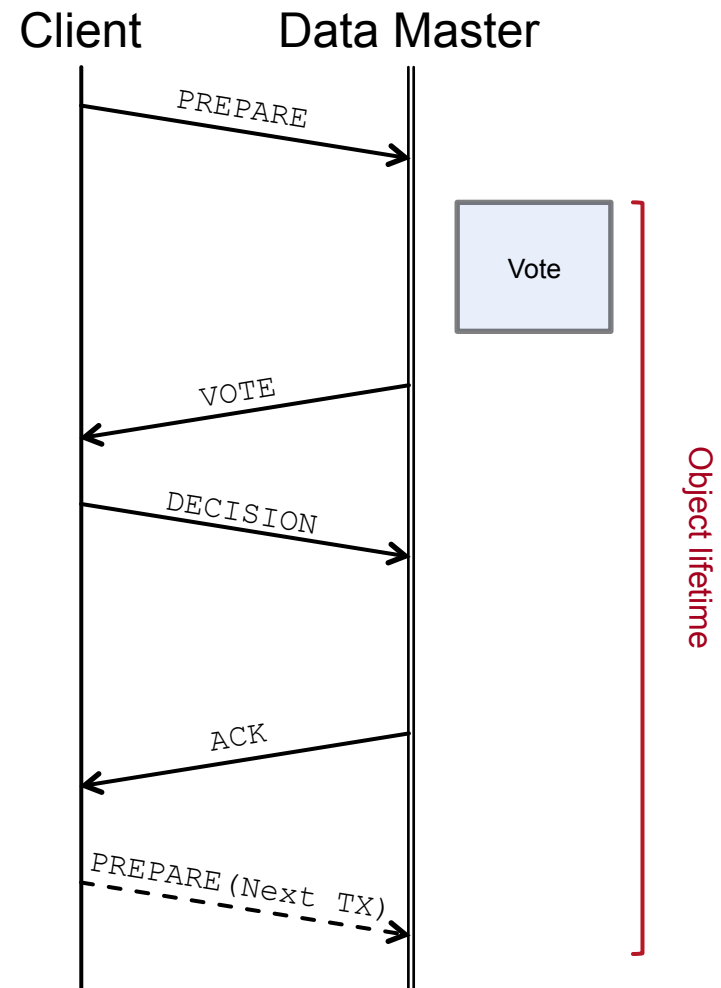 Client
Data Master
PREPARE
Vote
VOTE
DECISION
Object lifetime
ACK
PREPARE(Next TX)